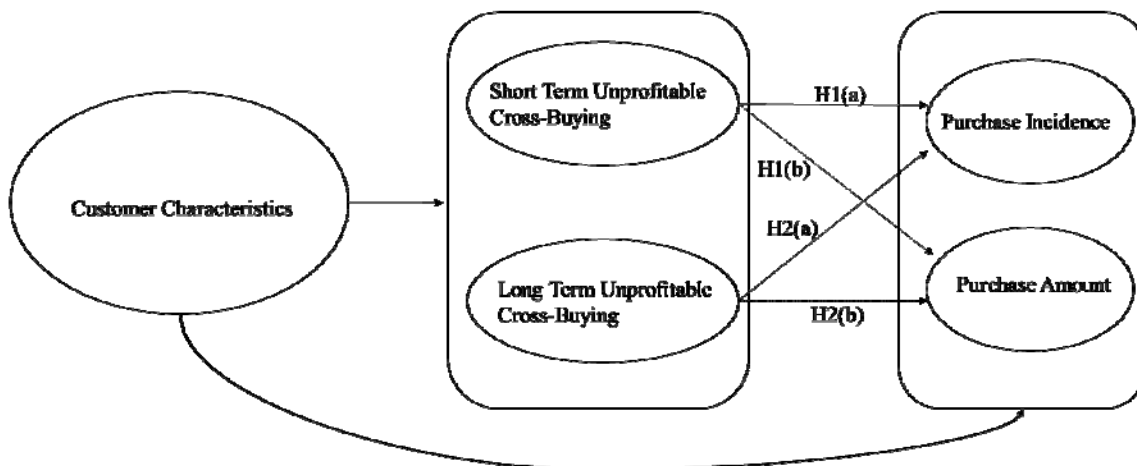 Short Term Unprofitable
Cross-Buying
H1(a)
Purchase Incidence
H1(b)
Customer Characteristics
H2(a)
Long Term Unprofitable
Cross-Buying
Purchase Amount
H2(b)